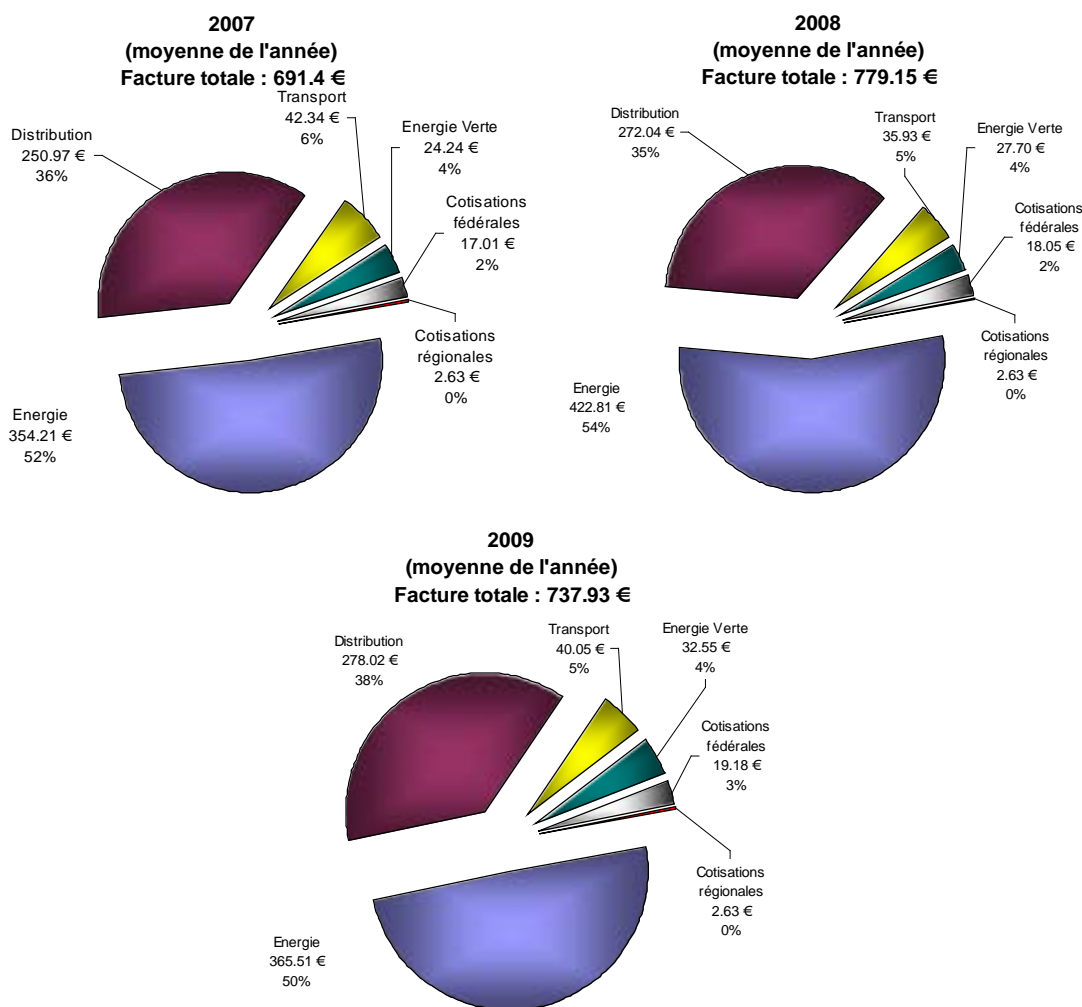 2007
(moyenne de l'année)
Facture totale : 691.4 €
Transport
42.34 €
6%
Distribution
250.97 €
36%
Energie Verte
24.24 €
4%
Cotisations
fédérales
17.01 €
2%
Cotisations
régionales
2.63 €
0%
Energie
354.21 €
52%
2008
(moyenne de l'année)
Facture totale : 779.15 €
Distribution
272.04 €
35%
Transport
35.93 €
5%
Energie Verte
27.70 €
4%
Cotisations
fédérales
18.05 €
2%
Cotisations
régionales
2.63 €
0%
Energie
422.81 €
54%
2009
(moyenne de l'année)
Facture totale : 737.93 €
Distribution
278.02 €
38%
Transport
40.05 €
5%
Energie Verte
32.55 €
4%
Cotisations
fédérales
19.18 €
3%
Cotisations
régionales
2.63 €
0%
Energie
365.51 €
50%